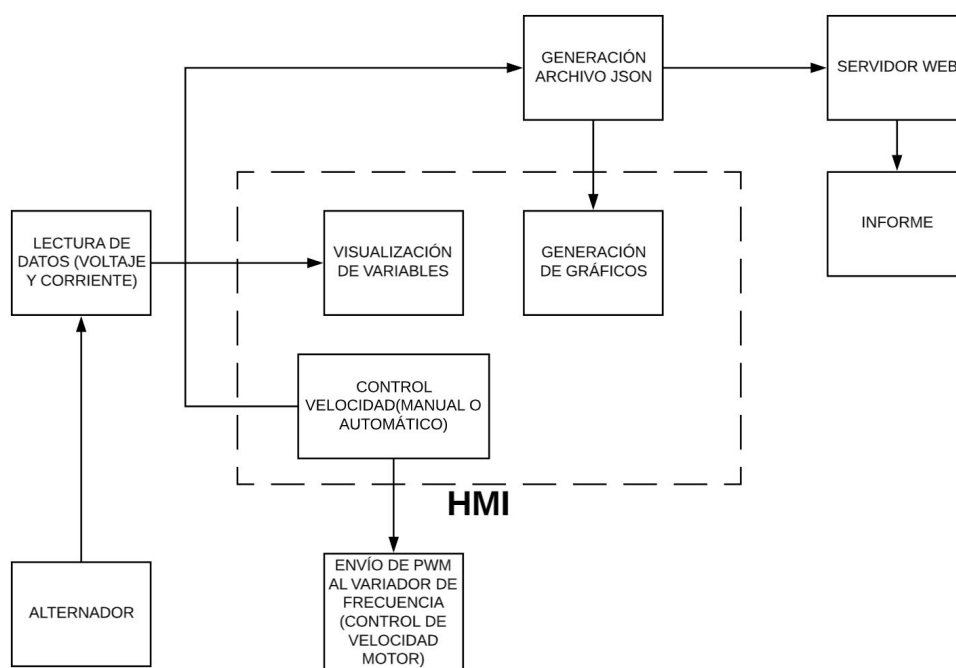 GENERACIÓN
ARCHIVO JSON
SERVIDOR WEB
LECTURA DE
DATOS (VOLTAJE
Y CORRIENTE)
VISUALIZACIÓN
DE VARIABLES
GENERACIÓN
DE GRÁFICOS
INFORME
CONTROL
VELOCIDAD(MANUAL O
AUTOMÁTICO)
HMI
ALTERNADOR
ENVÍO DE PWM
AL VARIADOR DE
FRECUENCIA
(CONTROL DE
VELOCIDAD
MOTOR)